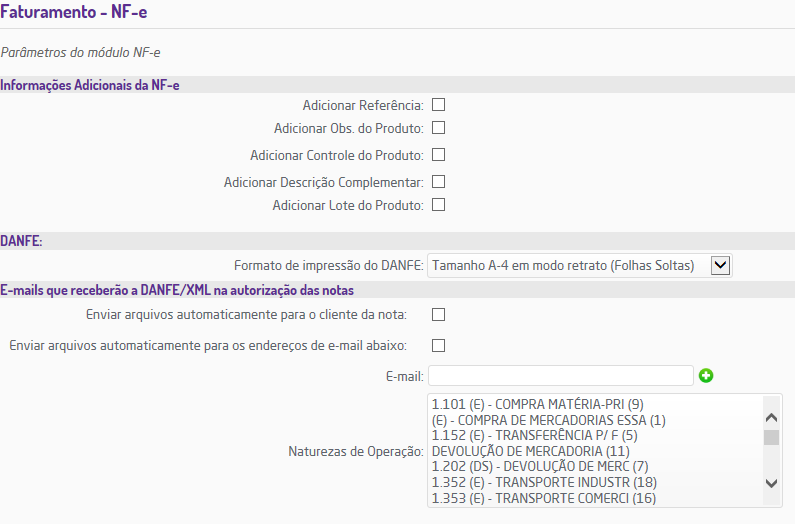 Faturamento - NF-e
Parâmetros do módulo NF-e
Informações Adicionais da NF-e
Adicionar Referência:
Adicionar Obs. do Produto:
Adicionar Controle do Produto:
Adicionar Descrição Complementar:
Adicionar Lote do Produto:
DANFE:
Formato de impressão do DANFE: Tamanho A-4 em modo retrato (Folhas Soltas)
E-mails que receberão a DANFE/XML na autorização das notas
Enviar arquivos automaticamente para o cliente da nota:
Enviar arquivos automaticamente para os endereços de e-mail abaixo:
E-mail:
Naturezas de Operação:
1.101 (E) - COMPRA MATÉRIA-PRI (9)
(E) - COMPRA DE MERCADORIAS ESSA (1)
1.152 (E) - TRANSFERÊNCIA P/ F (5)
DEVOLUÇÃO DE MERCADORIA (11)
1.202 (DS) - DEVOLUÇÃO DE MERC (7)
1.352 (E) - TRANSPORTE INDUSTR (18)
1.353 (E) - TRANSPORTE COMERCI (16)